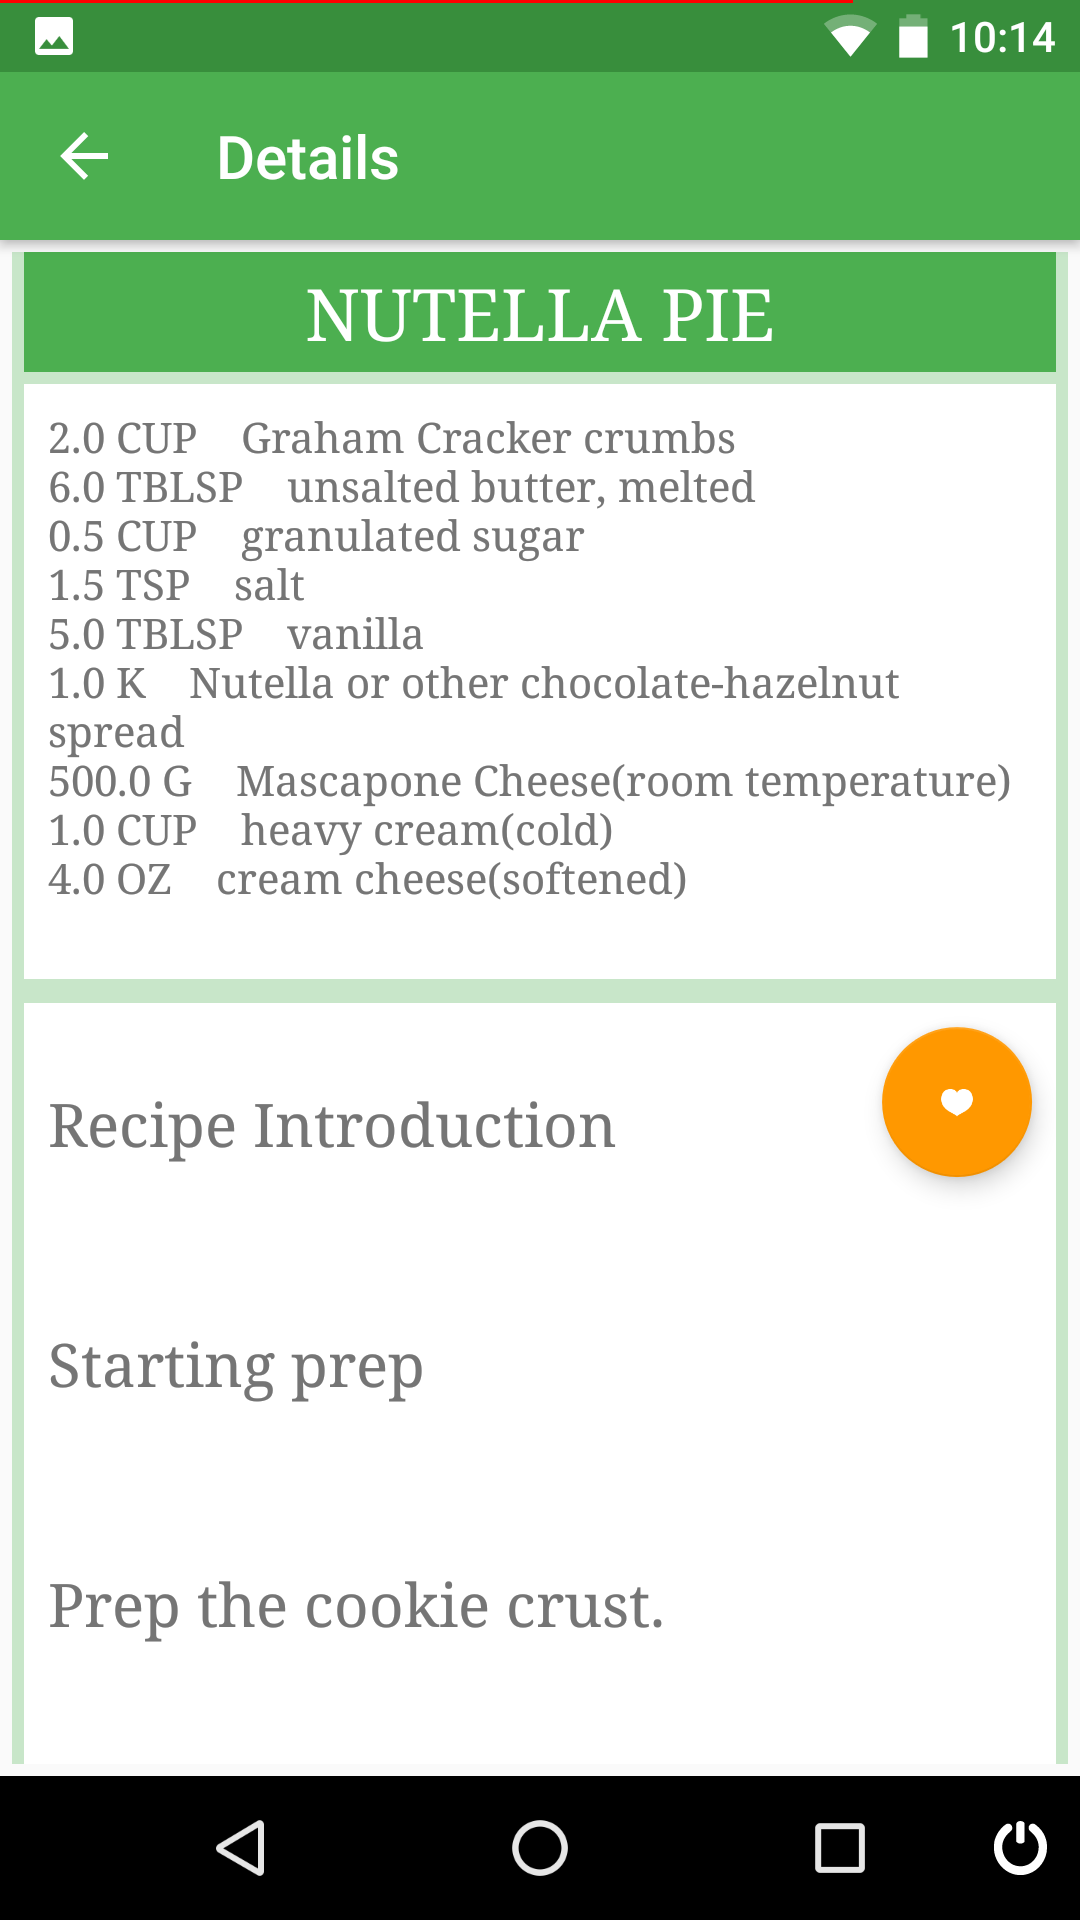 10:14
Details
NUTELLA PIE
2.0 CUP    Graham Cracker crumbs
6.0 TBLSP    unsalted butter, melted
0.5 CUP    granulated sugar
1.5 TSP    salt
5.0 TBLSP    vanilla
1.0 K    Nutella or other chocolate-hazelnut
spread
500.0 G    Mascapone Cheese(room temperature)
1.0 CUP    heavy cream(cold)
4.0 OZ    cream cheese(softened)
Recipe Introduction
Starting prep
Prep the cookie crust.